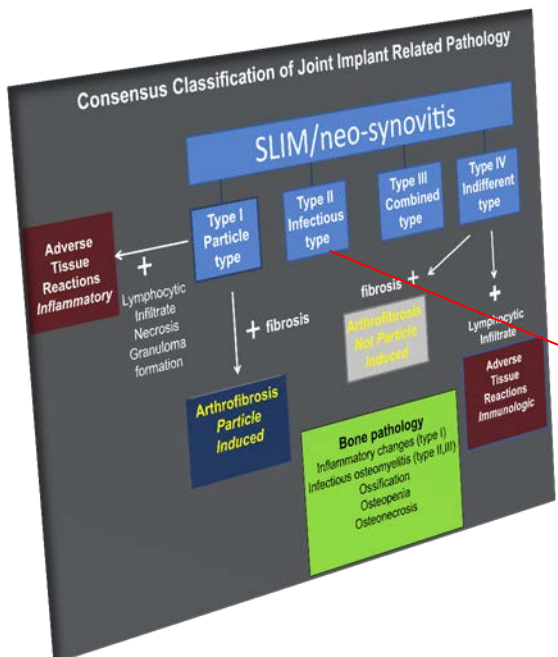 Consensus Classification of Joint Implant Related Pathology
SLIM/neo-synovitis
Type I
Particle
type
Type II
Infectious
type
Type III
Combined
type
Type IV
Indifferent
type
Adverse
Tissue
Reactions
Inflammatory
+
Lymphocytic
Infiltrate
Necrosis
Granuloma
formation
+ fibrosis
fibrosis +
+
Lymphocytic
Infiltrate
Arthrofibrosis
Not Particle
Induced
Adverse
Tissue
Reactions
Immunologic
Arthrofibrosis
Particle
Induced
Bone pathology
Inflammatory changes (type I)
Infectious osteomyelitis (type II,III)
Ossification
Osteopenia
Osteonecrosis